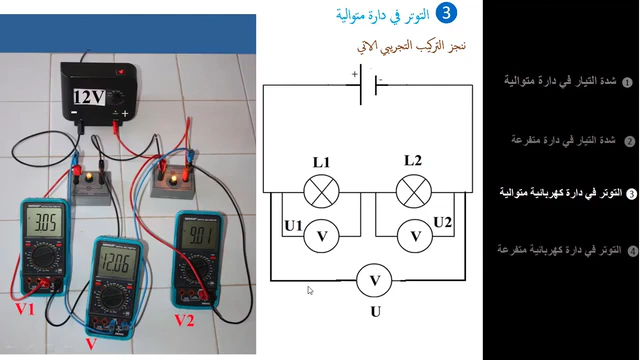 3 التوتر في دارة متوالية
ننجز التركيب التجريبي الاتي
12V
- +
3.05
12.06
9.01
V1
V
V2
+ -
L1
L2
U1
V
V
U2
V
U
1 شدة التيار في دارة متوالية
2 شدة التيار في دارة متفرعة
3 التوتر في دارة كهربائية متوالية
4 التوتر في دارة كهربائية متفرعة